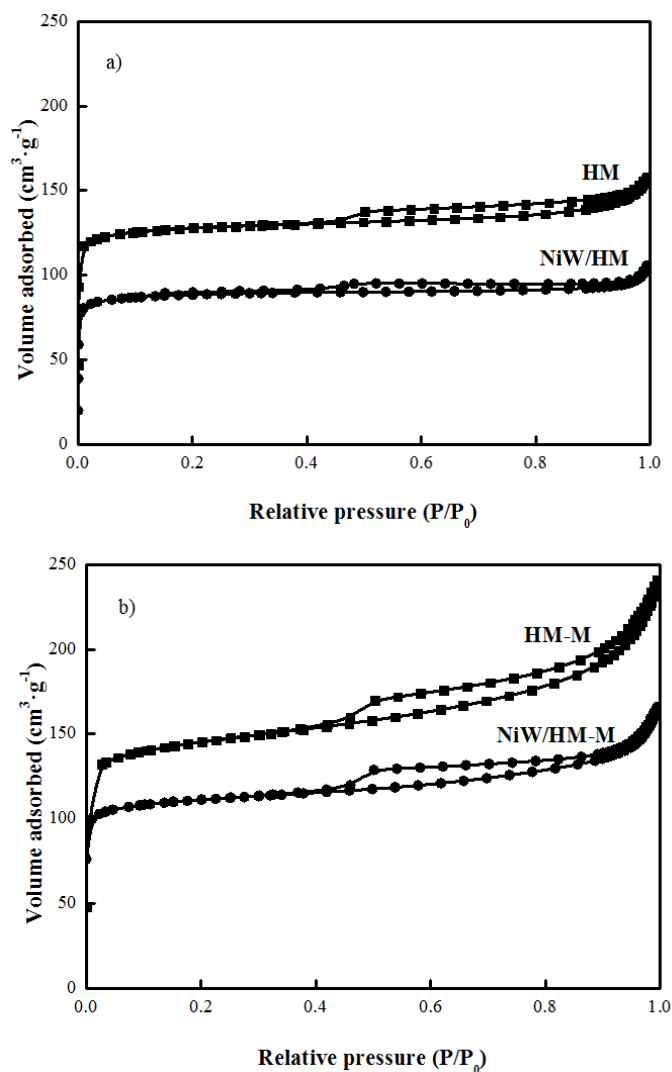 250
a)
200
HM
150
NiW/HM
100
50
0
0.0 0.2 0.4 0.6 0.8 1.0
Volume adsorbed (cm³·g⁻¹)
Relative pressure (P/P₀)
250
b)
HM-M
200
NiW/HM-M
150
100
50
0
0.0 0.2 0.4 0.6 0.8 1.0
Volume adsorbed (cm³·g⁻¹)
Relative pressure (P/P₀)